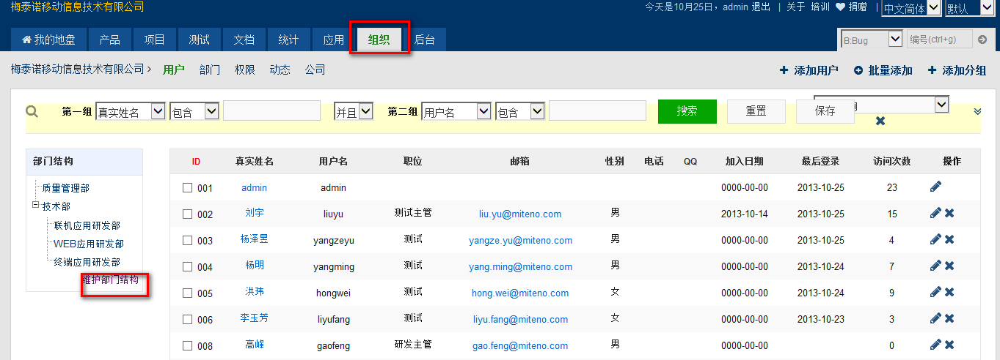 梅泰诺移动信息技术有限公司 今天是10月25日，admin 退出 | 关于 培训 捐赠 | 中文简体 默认
我的地盘 产品 项目 测试 文档 统计 应用 组织 后台 B:Bug 编号(ctrl+g)
梅泰诺移动信息技术有限公司 > 用户 部门 权限 动态 公司 + 添加用户 批量添加 + 添加分组
第一组 真实姓名 包含 并且 第二组 用户名 包含 搜索 重置 保存
部门结构
质量管理部
技术部
联机应用研发部
WEB应用研发部
终端应用研发部
维护部门结构
ID 真实姓名 用户名 职位 邮箱 性别 电话 QQ 加入日期 最后登录 访问次数 操作
001 admin admin 0000-00-00 2013-10-25 23
002 刘宇 liuyu 测试主管 liu.yu@miteno.com 男 2013-10-14 2013-10-25 15
003 杨泽昱 yangzeyu 测试 yangze.yu@miteno.com 男 0000-00-00 2013-10-25 4
004 杨明 yangming 测试 yang.ming@miteno.com 男 0000-00-00 2013-10-24 7
005 洪玮 hongwei 测试 hong.wei@miteno.com 女 0000-00-00 2013-10-24 9
006 李玉芳 liyufang 测试 liyu.fang@miteno.com 女 0000-00-00 2013-10-23 3
008 高峰 gaofeng 研发主管 gao.feng@miteno.com 男 0000-00-00 0